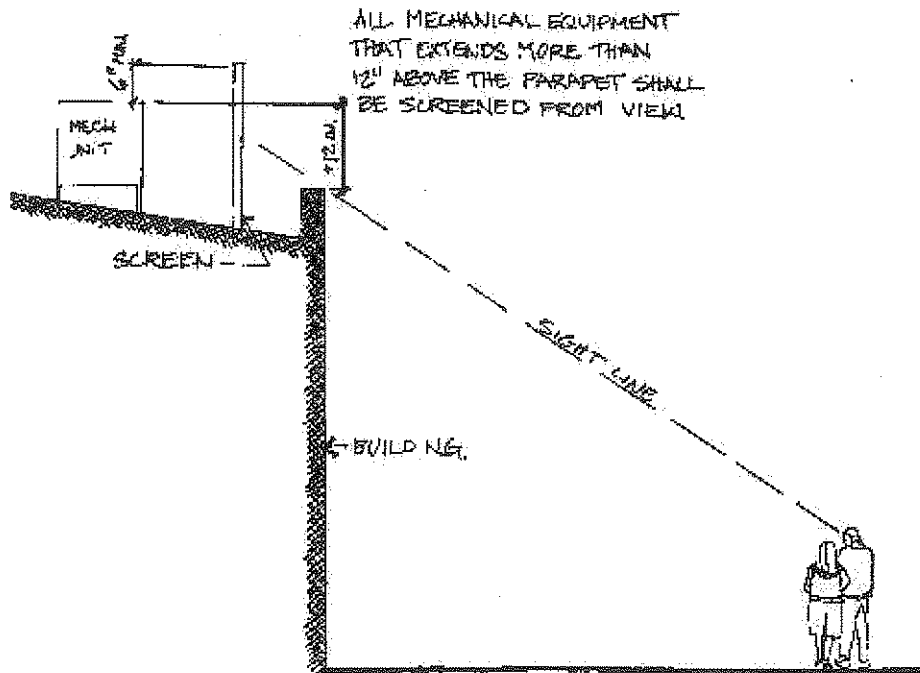 ALL MECHANICAL EQUIPMENT
THAT EXTENDS MORE THAN
12" ABOVE THE PARAPET SHALL
BE SCREENED FROM VIEW
6"
MECH
UNIT
SCREEN
SIGHT LINE
BUILDING.